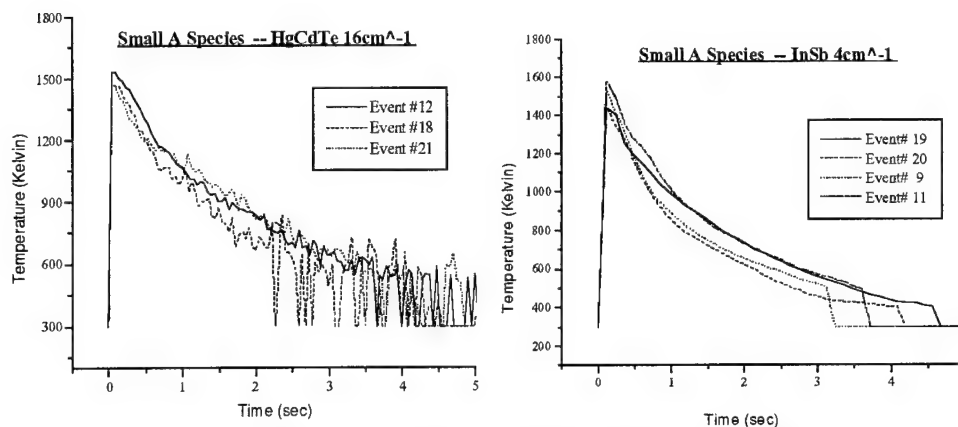 Small A Species -- HgCdTe 16cm^-1
1800
1500
1200
900
600
300
Temperature (Kelvin)
Event #12
Event #18
Event #21
0
1
2
3
4
5
Time (sec)
Small A Species -- InSb 4cm^-1
1800
1600
1400
1200
1000
800
600
400
200
Temperature (Kelvin)
Event# 19
Event# 20
Event# 9
Event# 11
0
1
2
3
4
Time (sec)